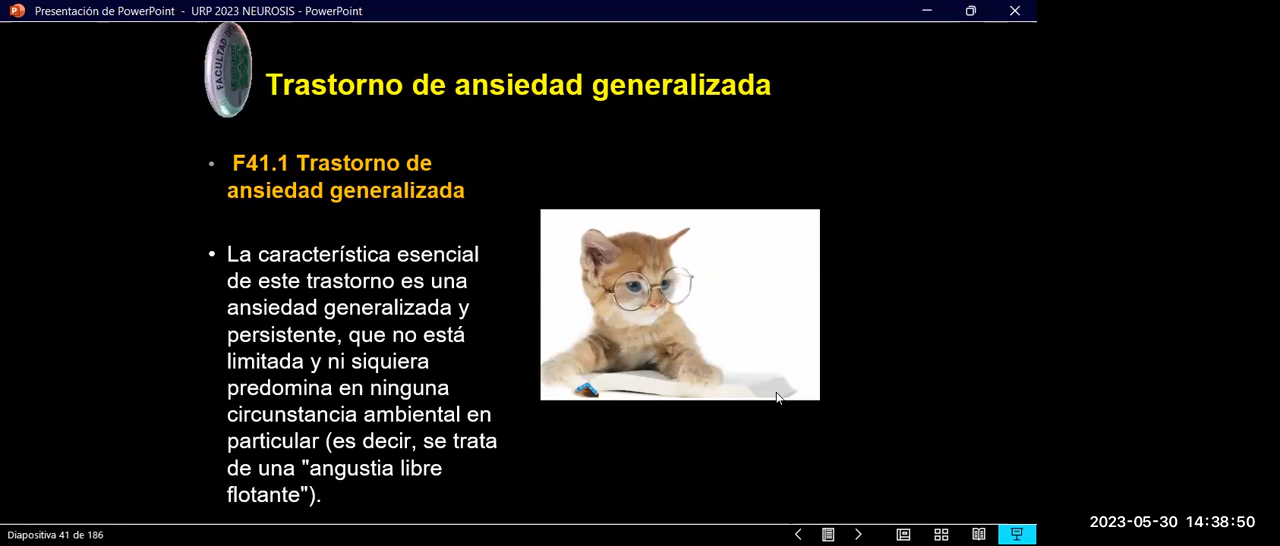 Presentación de PowerPoint - URP 2023 NEUROSIS - PowerPoint
FACULTAD DE
Trastorno de ansiedad generalizada
• F41.1 Trastorno de
ansiedad generalizada
• La característica esencial
de este trastorno es una
ansiedad generalizada y
persistente, que no está
limitada y ni siquiera
predomina en ninguna
circunstancia ambiental en
particular (es decir, se trata
de una "angustia libre
flotante").
Diapositiva 41 de 186
2023-05-30 14:38:50